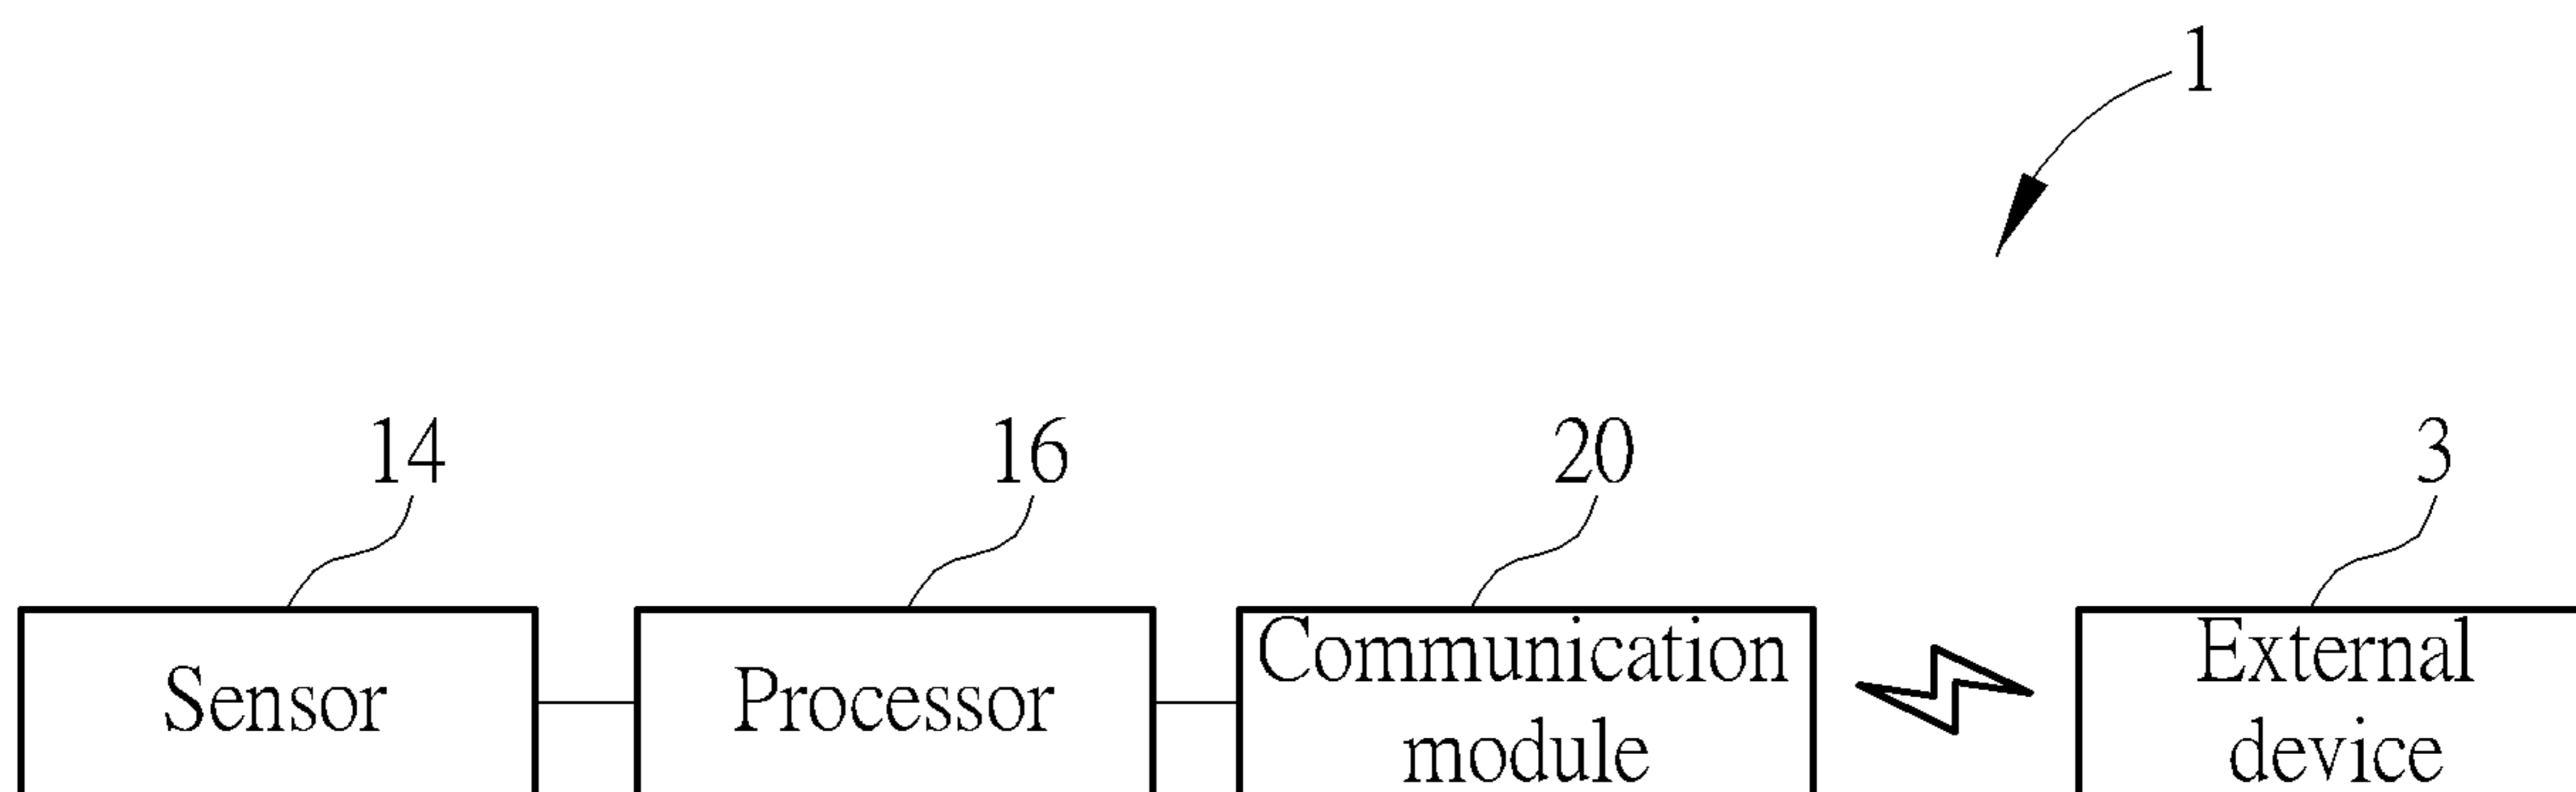 1
14
16
20
3
Sensor
Processor
Communication
module
External
device